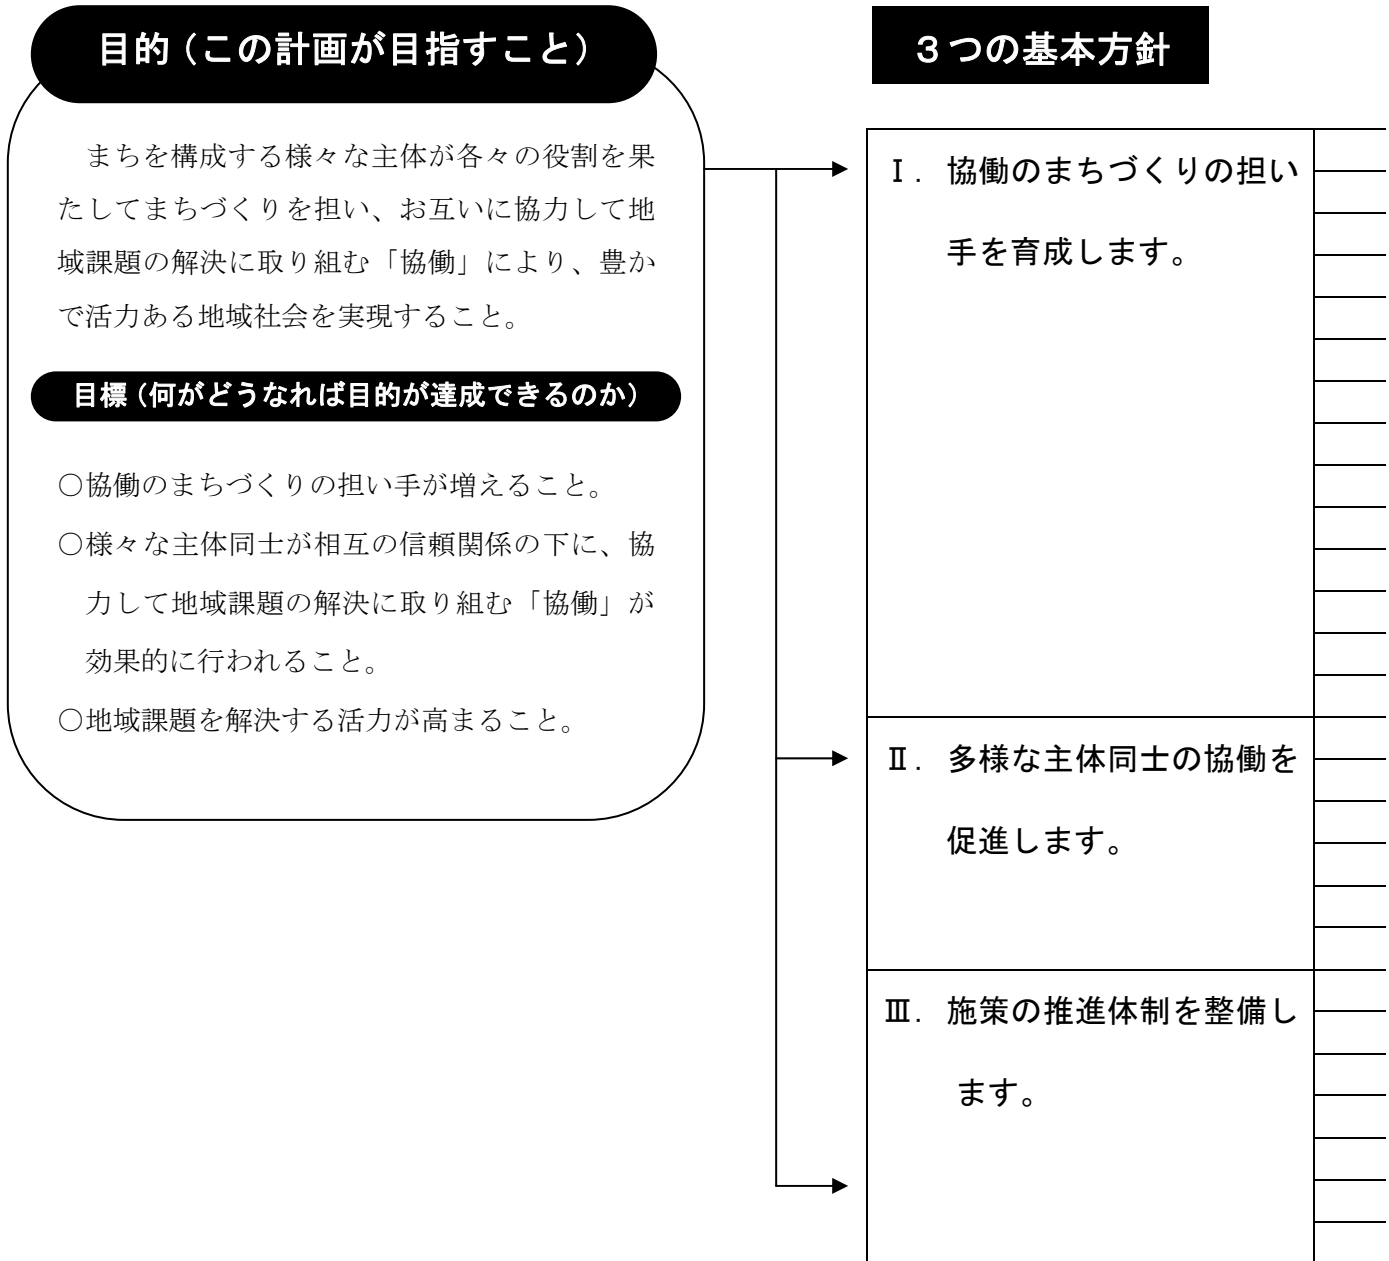 目的(この計画が目指すこと)
まちを構成する様々な主体が各々の役割を果
たしてまちづくりを担い、お互いに協力して地
域課題の解決に取り組む「協働」により、豊か
で活力ある地域社会を実現すること。
目標(何がどうなれば目的が達成できるのか)
○協働のまちづくりの担い手が増えること。
○様々な主体同士が相互の信頼関係の下に、協
力して地域課題の解決に取り組む「協働」が
効果的に行われること。
○地域課題を解決する活力が高まること。
3つの基本方針
Ⅰ.協働のまちづくりの担い
手を育成します。
Ⅱ.多様な主体同士の協働を
促進します。
Ⅲ.施策の推進体制を整備し
ます。